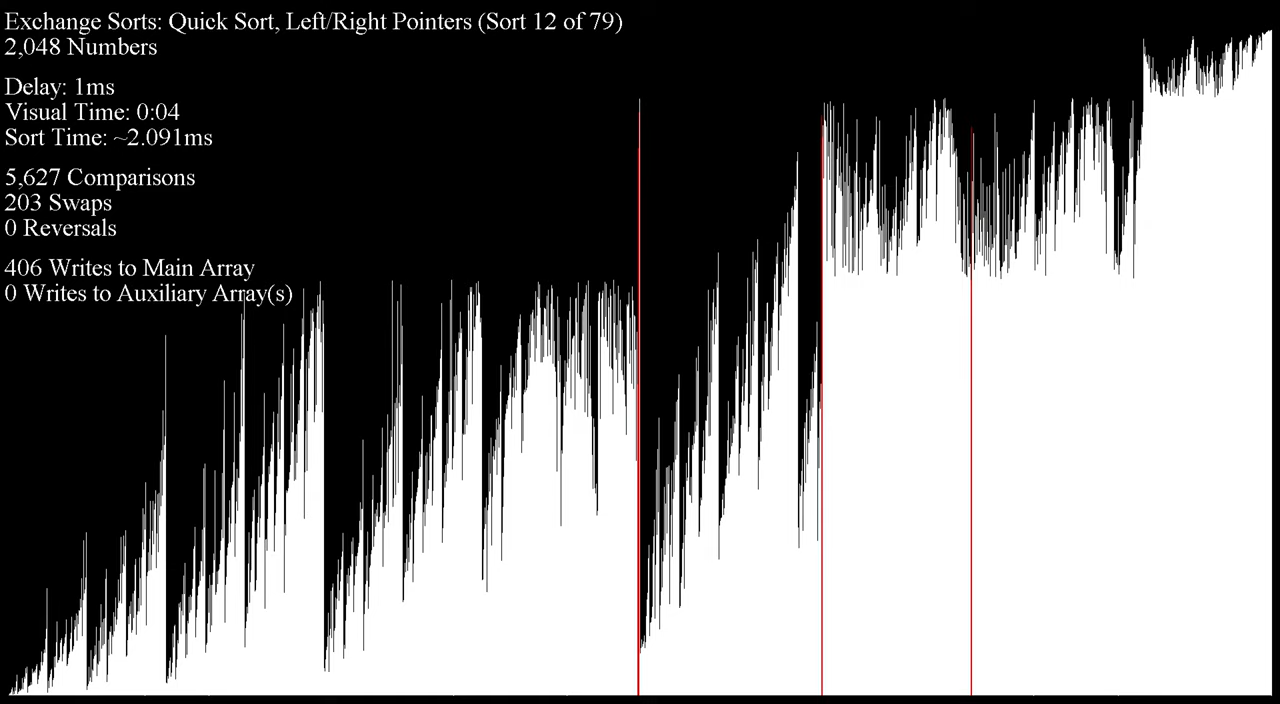 Exchange Sorts: Quick Sort, Left/Right Pointers (Sort 12 of 79)
2,048 Numbers
Delay: 1ms
Visual Time: 0:04
Sort Time: ~2.091ms
5,627 Comparisons
203 Swaps
0 Reversals
406 Writes to Main Array
0 Writes to Auxiliary Array(s)